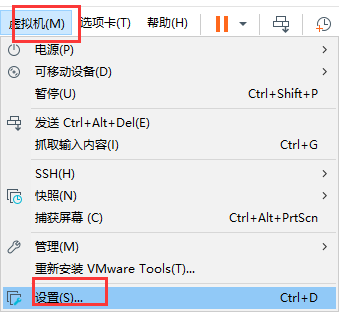 虚拟机(M) 选项卡(T) 帮助(H)
电源(P)
可移动设备(D)
暂停(U) Ctrl+Shift+P
发送 Ctrl+Alt+Del(E)
抓取输入内容(I) Ctrl+G
SSH(H)
快照(N)
捕获屏幕 (C) Ctrl+Alt+PrtScn
管理(M)
重新安装 VMware Tools(T)...
设置(S)... Ctrl+D